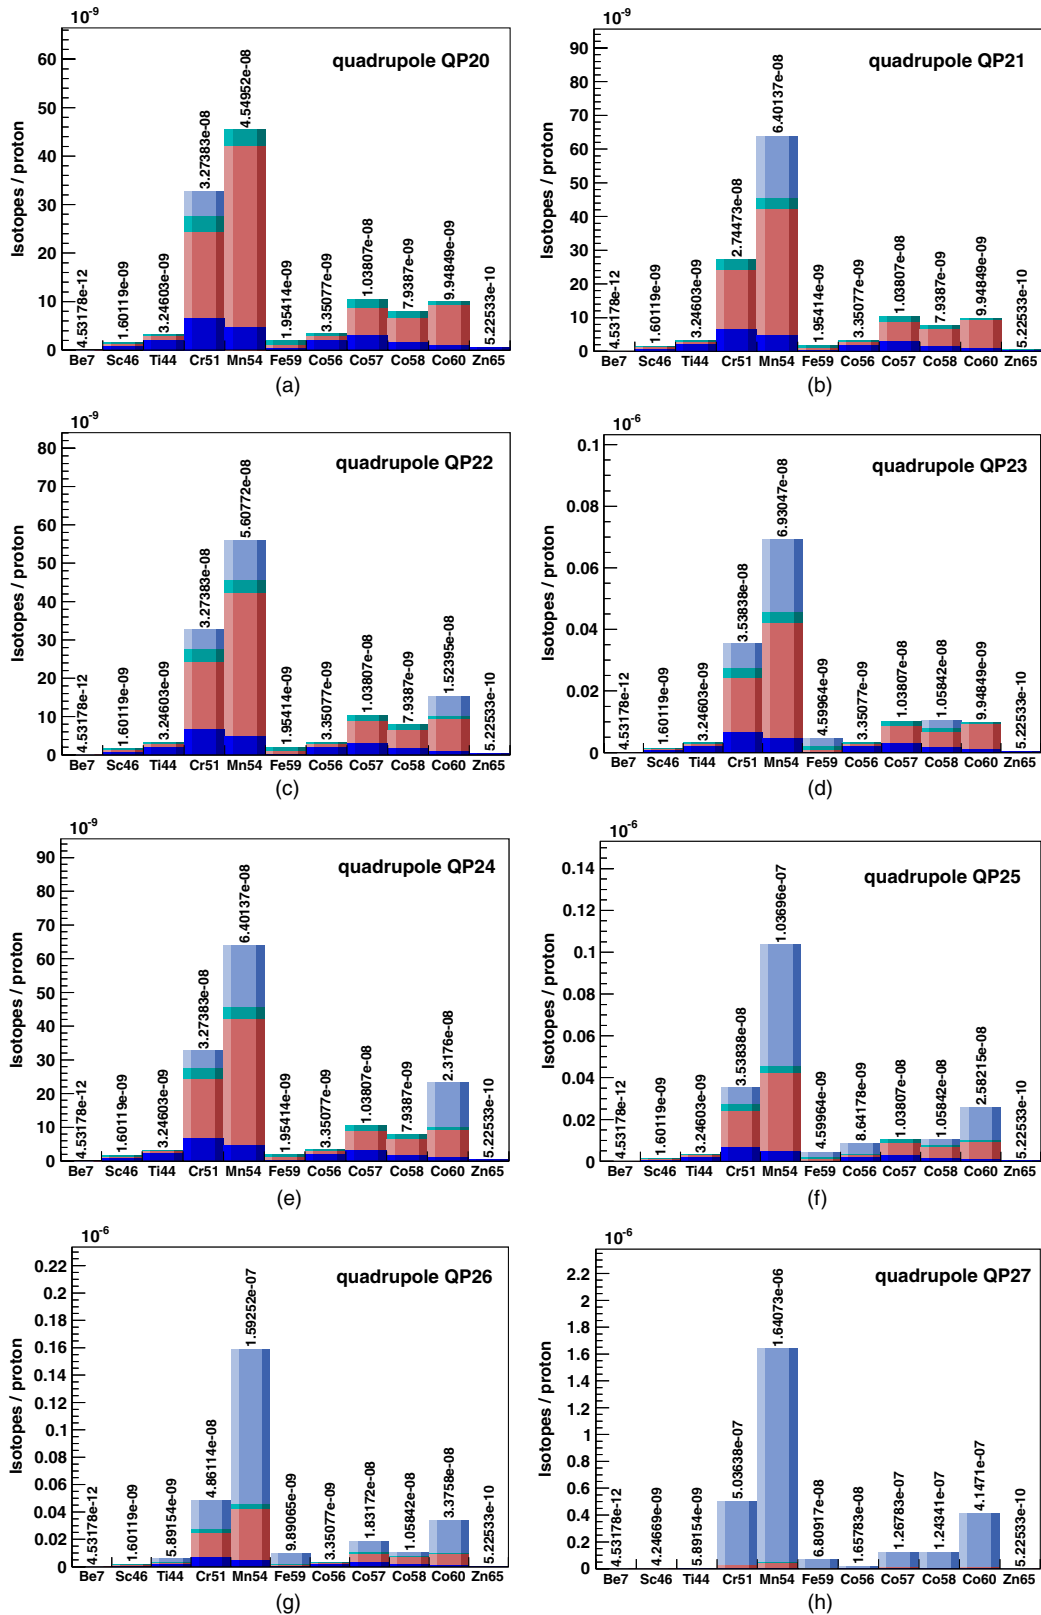 10^-9
quadrupole QP20
Isotopes / proton
60
50
40
30
20
10
0
4.53178e-12
1.60119e-09
3.24603e-09
3.27383e-08
4.54952e-08
1.95414e-09
3.35077e-09
1.03807e-08
7.9387e-09
9.94849e-09
5.22533e-10
Be7 Sc46 Ti44 Cr51 Mn54 Fe59 Co56 Co57 Co58 Co60 Zn65
(a)
10^-9
quadrupole QP21
Isotopes / proton
90
80
70
60
50
40
30
20
10
0
4.53178e-12
1.60119e-09
3.24603e-09
2.74473e-08
6.40137e-08
1.95414e-09
3.35077e-09
1.03807e-08
7.9387e-09
9.94849e-09
5.22533e-10
Be7 Sc46 Ti44 Cr51 Mn54 Fe59 Co56 Co57 Co58 Co60 Zn65
(b)
10^-9
quadrupole QP22
Isotopes / proton
80
70
60
50
40
30
20
10
0
4.53178e-12
1.60119e-09
3.24603e-09
3.27383e-08
5.60772e-08
1.95414e-09
3.35077e-09
1.03807e-08
7.9387e-09
1.52395e-08
5.22533e-10
Be7 Sc46 Ti44 Cr51 Mn54 Fe59 Co56 Co57 Co58 Co60 Zn65
(c)
10^-6
quadrupole QP23
Isotopes / proton
0.1
0.08
0.06
0.04
0.02
0
4.53178e-12
1.60119e-09
3.24603e-09
3.53838e-08
6.93047e-08
4.59964e-09
3.35077e-09
1.03807e-08
1.05842e-08
9.94849e-09
5.22533e-10
Be7 Sc46 Ti44 Cr51 Mn54 Fe59 Co56 Co57 Co58 Co60 Zn65
(d)
10^-9
quadrupole QP24
Isotopes / proton
90
80
70
60
50
40
30
20
10
0
4.53178e-12
1.60119e-09
3.24603e-09
3.27383e-08
6.40137e-08
1.95414e-09
3.35077e-09
1.03807e-08
7.9387e-09
2.3176e-08
5.22533e-10
Be7 Sc46 Ti44 Cr51 Mn54 Fe59 Co56 Co57 Co58 Co60 Zn65
(e)
10^-6
quadrupole QP25
Isotopes / proton
0.14
0.12
0.1
0.08
0.06
0.04
0.02
0
4.53178e-12
1.60119e-09
3.24603e-09
3.53838e-08
1.03696e-07
4.59964e-09
8.64178e-09
1.03807e-08
1.05842e-08
2.58215e-08
5.22533e-10
Be7 Sc46 Ti44 Cr51 Mn54 Fe59 Co56 Co57 Co58 Co60 Zn65
(f)
10^-6
quadrupole QP26
Isotopes / proton
0.22
0.2
0.18
0.16
0.14
0.12
0.1
0.08
0.06
0.04
0.02
0
4.53178e-12
1.60119e-09
5.89154e-09
4.86114e-08
1.59252e-07
9.89065e-09
3.35077e-09
1.83172e-08
1.05842e-08
3.3758e-08
5.22533e-10
Be7 Sc46 Ti44 Cr51 Mn54 Fe59 Co56 Co57 Co58 Co60 Zn65
(g)
10^-6
quadrupole QP27
Isotopes / proton
2.2
2
1.8
1.6
1.4
1.2
1
0.8
0.6
0.4
0.2
0
4.53178e-12
4.24669e-09
5.89154e-09
5.03638e-07
1.64073e-06
6.80917e-08
1.65783e-08
1.26783e-07
1.24341e-07
4.1471e-07
5.22533e-10
Be7 Sc46 Ti44 Cr51 Mn54 Fe59 Co56 Co57 Co58 Co60 Zn65
(h)